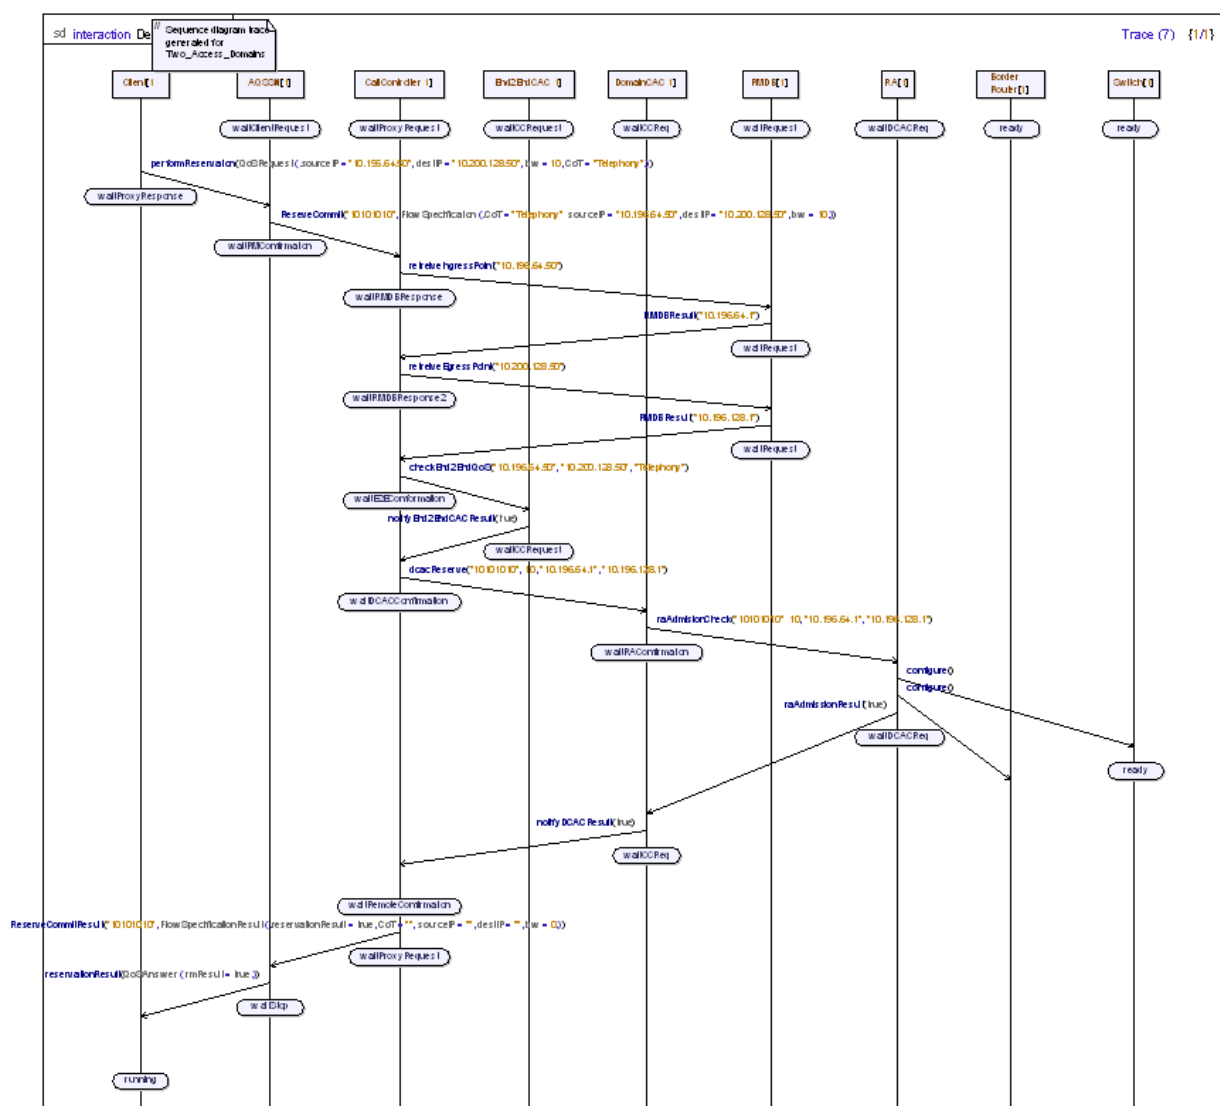 sd interaction De
// Sequence diagram trace
generated for
Two_Access_Domains
Trace (7) {1/1}
Client[1
CallController 1]
End2EndCAC
DomainCAC 1]
RMDB[1]
RA[1]
Border
Router[1]
Switch[1]
waitClientRequest
waitProxyRequest
waitCCRequest
waitCCReq
waitRequest
waitDCACReq
ready
ready
performReservation(QoSRequest(.sourceIP = "10.196.64.50",destIP = "10.200.128.50",bw = 10,CoT = "Telephony".))
waitProxyResponse
ReseveCommit("10101010",FlowSpecification(.CoT = "Telephony" sourceIP = "10.196.64.50",destIP = "10.200.128.50",bw = 10.))
waitRMConfirmation
retreiveIngressPoint("10.196.64.50")
waitRMDBResponse
RMDBResult("10.196.64.1")
waitRequest
retreiveEgressPoint("10.200.128.50")
waitRMDBResponse2
RMDBResult("10.196.128.1")
waitRequest
checkEnd2EndQoS("10.196.64.50","10.200.128.50","Telephony")
waitE2EConformation
notifyEnd2EndCACResult(true)
waitCCRequest
dcacReserve("10101010", 10,"10.196.64.1","10.196.128.1")
waitDCACConfirmation
raAdmisionCheck("10101010" 10,"10.196.64.1","10.196.128.1")
waitRAConfirmation
configure()
configure()
raAdmissionResult(true)
waitDCACReq
ready
notifyDCACResult(true)
waitCCReq
waitRemoteConfirmation
ReserveCommitResult("10101010",FlowSpecificationResult(.reservationResult = true,CoT = "",sourceIP = "",destIP = "",bw = 0.))
waitProxyRequest
reservationResult(QoSAnswer(.rmResult = true.))
waitStop
running